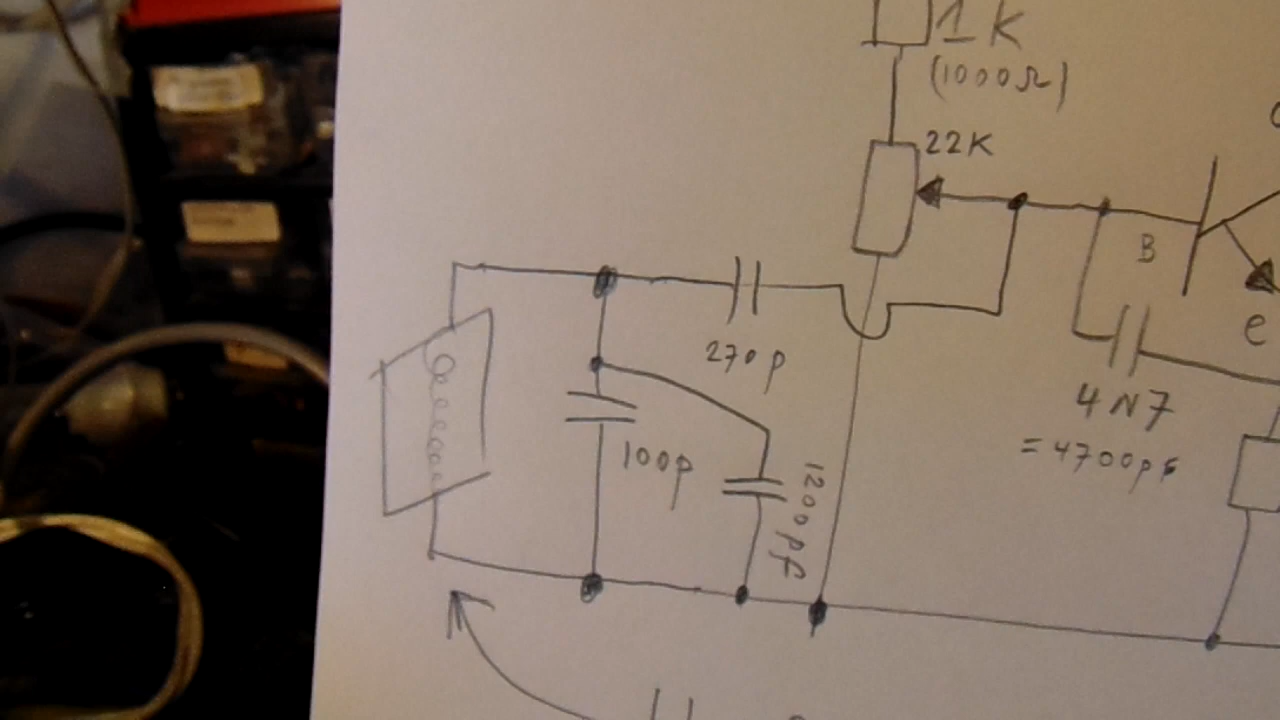 1K
(1000Ω)
22K
B
e
270p
4N7
=4700pf
100p
1200pf